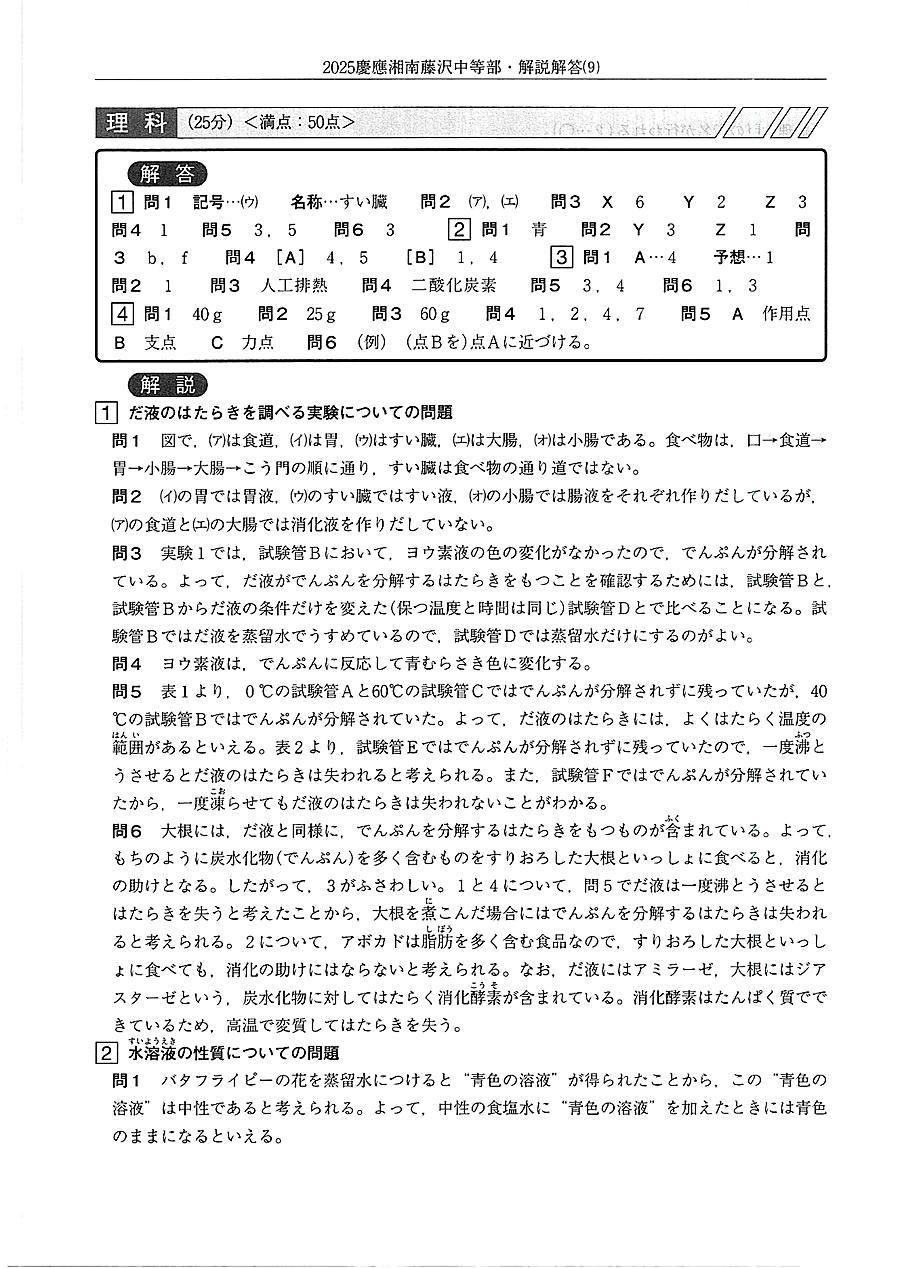 2025慶應湘南藤沢中等部・解説解答(9)
理科 (25分) <満点:50点>
解答
1 問1 記号…(ウ) 名称…すい臓 問2 (ア),(エ) 問3 X 6 Y 2 Z 3
問4 1 問5 3,5 問6 3 2 問1 青 問2 Y 3 Z 1 問
3 b,f 問4 [A] 4,5 [B] 1,4 3 問1 A…4 予想…1
問2 1 問3 人工排熱 問4 二酸化炭素 問5 3,4 問6 1,3
4 問1 40g 問2 25g 問3 60g 問4 1,2,4,7 問5 A 作用点
B 支点 C 力点 問6 (例) (点Bを)点Aに近づける。
解説
1 だ液のはたらきを調べる実験についての問題
問1 図で,(ア)は食道,(イ)は胃,(ウ)はすい臓,(エ)は大腸,(オ)は小腸である。食べ物は,口→食道→
胃→小腸→大腸→こう門の順に通り,すい臓は食べ物の通り道ではない。
問2 (イ)の胃では胃液,(ウ)のすい臓ではすい液,(オ)の小腸では腸液をそれぞれ作りだしているが,
(ア)の食道と(エ)の大腸では消化液を作りだしていない。
問3 実験1では,試験管Bにおいて,ヨウ素液の色の変化がなかったので,でんぷんが分解され
ている。よって,だ液がでんぷんを分解するはたらきをもつことを確認するためには,試験管Bと,
試験管Bからだ液の条件だけを変えた(保つ温度と時間は同じ)試験管Dとで比べることになる。試
験管Bではだ液を蒸留水でうすめているので,試験管Dでは蒸留水だけにするのがよい。
問4 ヨウ素液は,でんぷんに反応して青むらさき色に変化する。
問5 表1より,0℃の試験管Aと60℃の試験管Cではでんぷんが分解されずに残っていたが,40
℃の試験管Bではでんぷんが分解されていた。よって,だ液のはたらきには,よくはたらく温度の
範囲があるといえる。表2より,試験管Eではでんぷんが分解されずに残っていたので,一度沸と
うさせるとだ液のはたらきは失われると考えられる。また,試験管Fではでんぷんが分解されてい
たから,一度凍らせてもだ液のはたらきは失われないことがわかる。
問6 大根には,だ液と同様に,でんぷんを分解するはたらきをもつものが含まれている。よって,
もちのように炭水化物(でんぷん)を多く含むものをすりおろした大根といっしょに食べると,消化
の助けとなる。したがって,3がふさわしい。1と4について,問5でだ液は一度沸とうさせると
はたらきを失うと考えたことから,大根を煮こんだ場合にはでんぷんを分解するはたらきは失われ
ると考えられる。2について,アボカドは脂肪を多く含む食品なので,すりおろした大根といっし
ょに食べても,消化の助けにはならないと考えられる。なお,だ液にはアミラーゼ,大根にはジア
スターゼという,炭水化物に対してはたらく消化酵素が含まれている。消化酵素はたんぱく質でで
きているため,高温で変質してはたらきを失う。
2 水溶液の性質についての問題
問1 バタフライピーの花を蒸留水につけると“青色の溶液”が得られたことから,この“青色の
溶液”は中性であると考えられる。よって,中性の食塩水に“青色の溶液”を加えたときには青色
のままになるといえる。